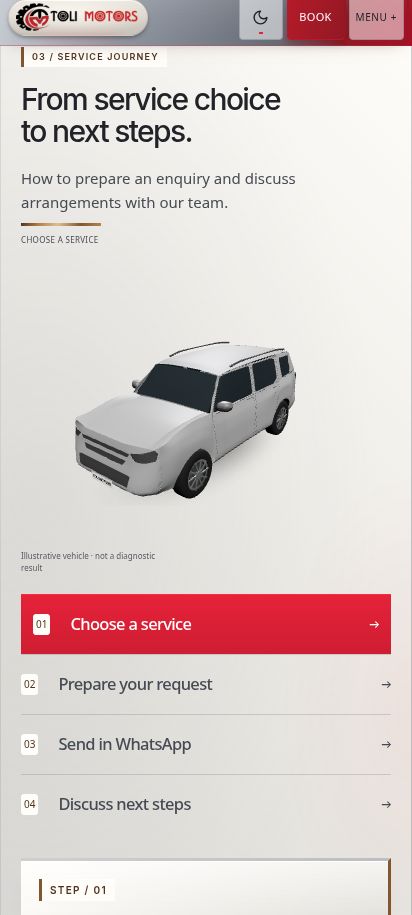 TOLI MOTORS
BOOK
MENU +
03 / SERVICE JOURNEY
From service choice
to next steps.
How to prepare an enquiry and discuss
arrangements with our team.
CHOOSE A SERVICE
Illustrative vehicle · not a diagnostic
result
01 Choose a service →
02 Prepare your request →
03 Send in WhatsApp →
04 Discuss next steps →
STEP / 01